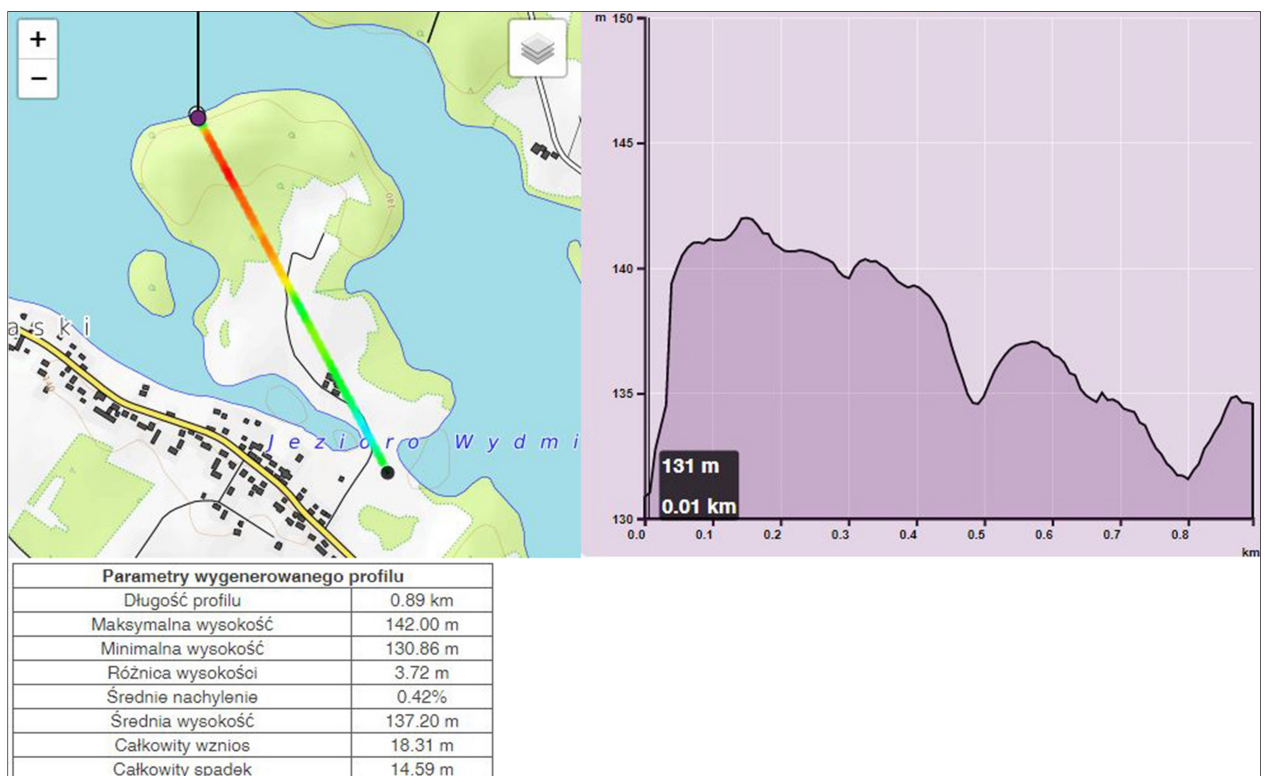 +
−
140
a s k i
140
J e z i o r o W y d m i
m
150
145
140
135
130
131 m
0.01 km
0.0 0.1 0.2 0.3 0.4 0.5 0.6 0.7 0.8
km
Parametry wygenerowanego profilu
Długość profilu 0.89 km
Maksymalna wysokość 142.00 m
Minimalna wysokość 130.86 m
Różnica wysokości 3.72 m
Średnie nachylenie 0.42%
Średnia wysokość 137.20 m
Całkowity wznios 18.31 m
Całkowity spadek 14.59 m